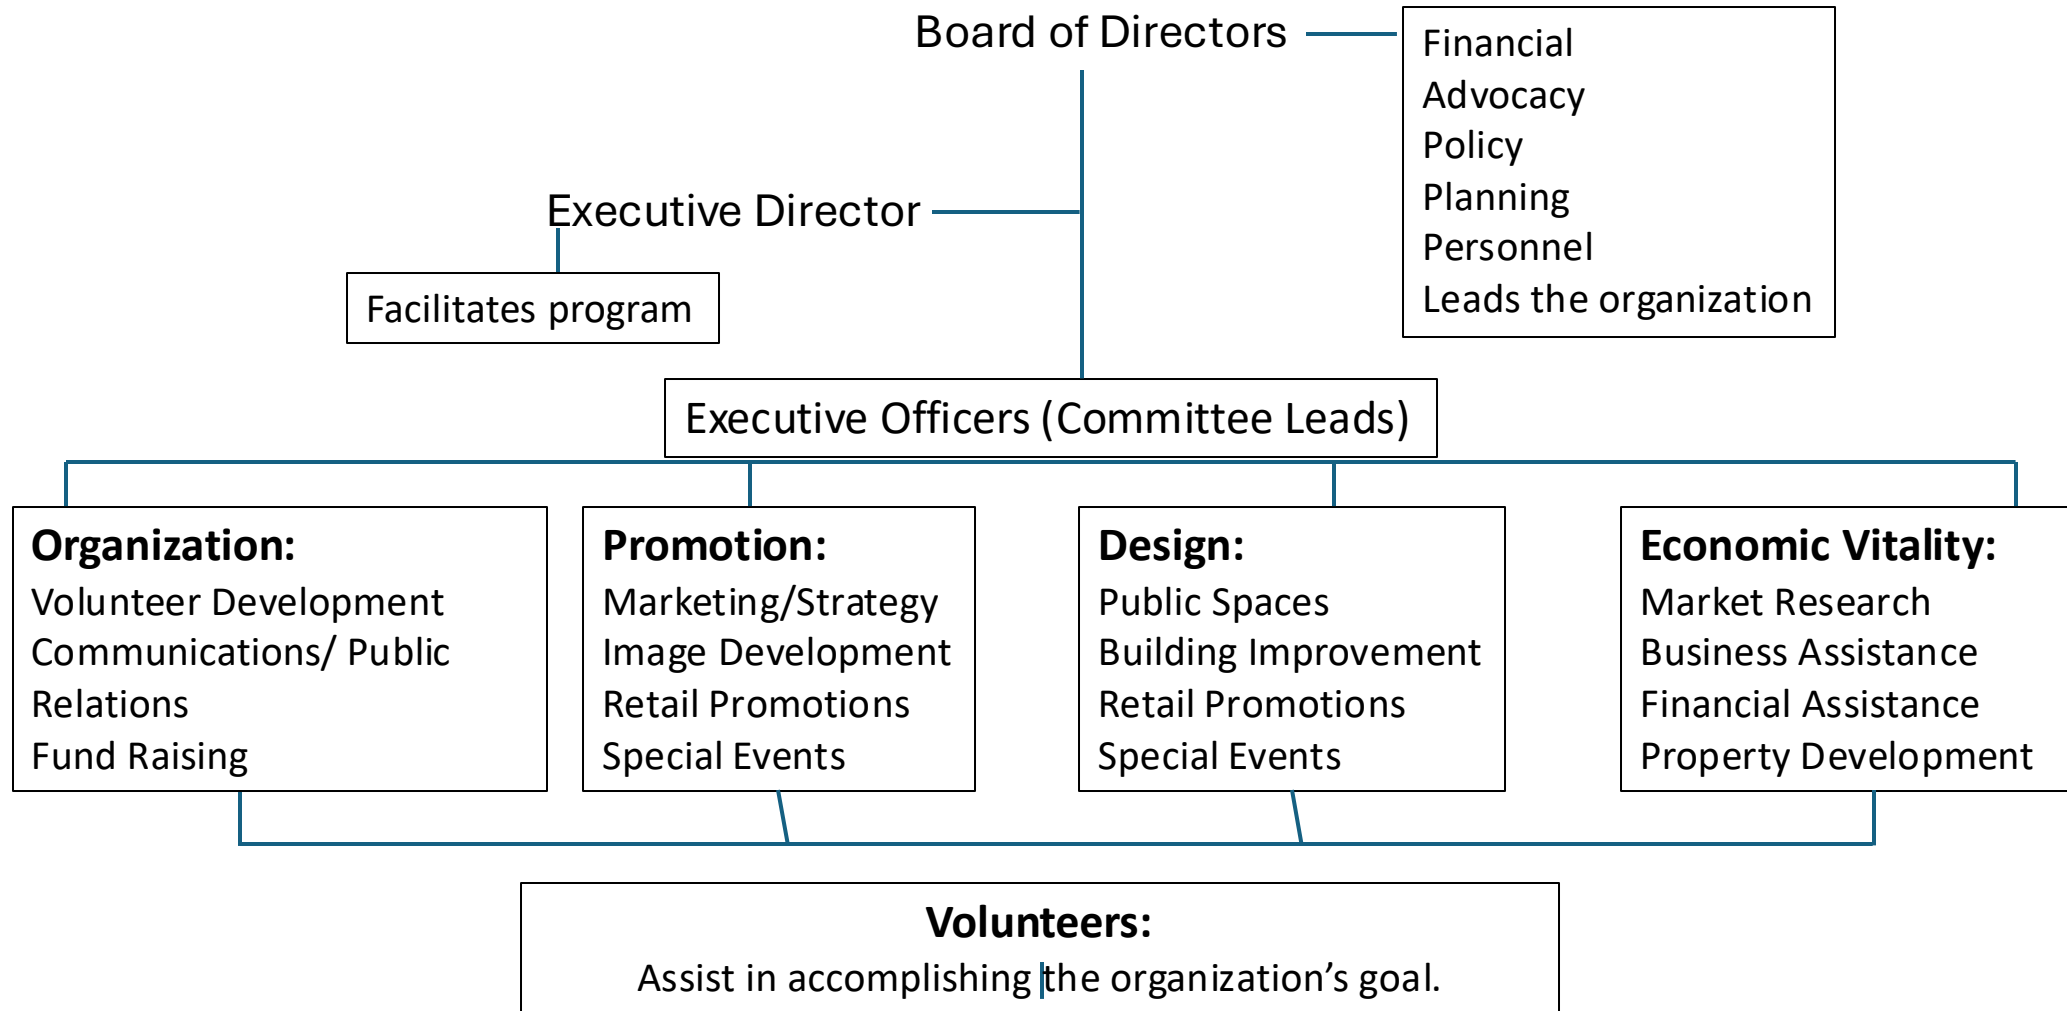 Board of Directors
Financial
Advocacy
Policy
Planning
Personnel
Leads the organization
Executive Director
Facilitates program
Executive Officers (Committee Leads)
Organization:
Volunteer Development
Communications/ Public
Relations
Fund Raising
Promotion:
Marketing/Strategy
Image Development
Retail Promotions
Special Events
Design:
Public Spaces
Building Improvement
Retail Promotions
Special Events
Economic Vitality:
Market Research
Business Assistance
Financial Assistance
Property Development
Volunteers:
Assist in accomplishing the organization’s goal.